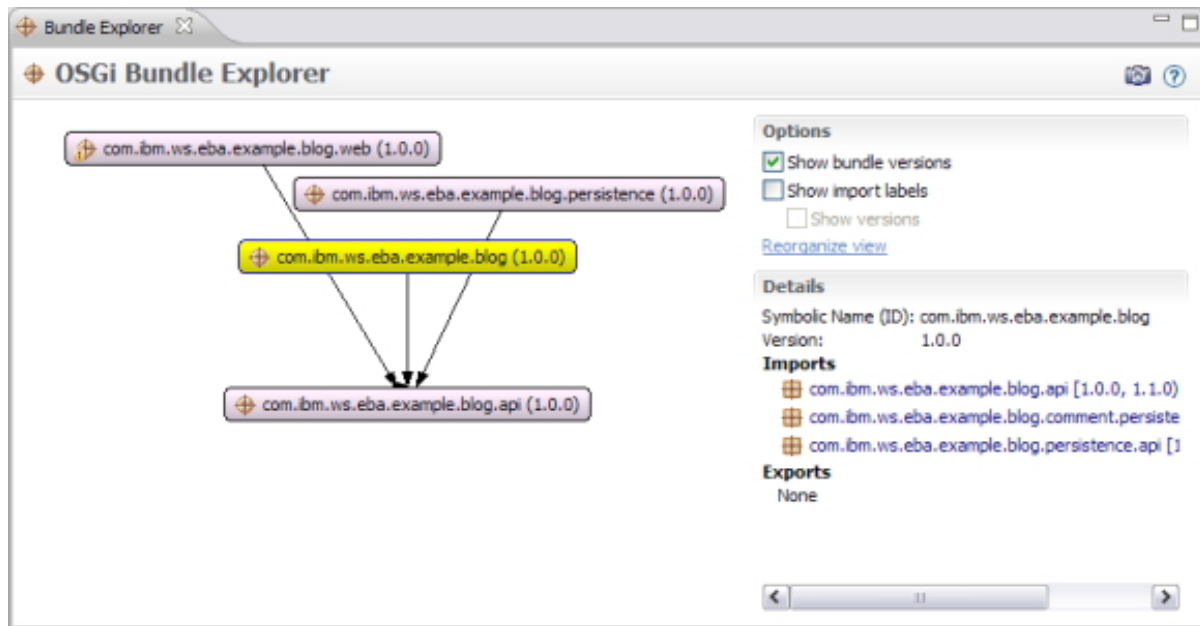 Bundle Explorer
OSGi Bundle Explorer
com.ibm.ws.eba.example.blog.web (1.0.0)
com.ibm.ws.eba.example.blog.persistence (1.0.0)
com.ibm.ws.eba.example.blog (1.0.0)
com.ibm.ws.eba.example.blog.api (1.0.0)
Options
Show bundle versions
Show import labels
Show versions
Reorganize view
Details
Symbolic Name (ID): com.ibm.ws.eba.example.blog
Version: 1.0.0
Imports
com.ibm.ws.eba.example.blog.api [1.0.0, 1.1.0)
com.ibm.ws.eba.example.blog.comment.persiste
com.ibm.ws.eba.example.blog.persistence.api [1
Exports
None